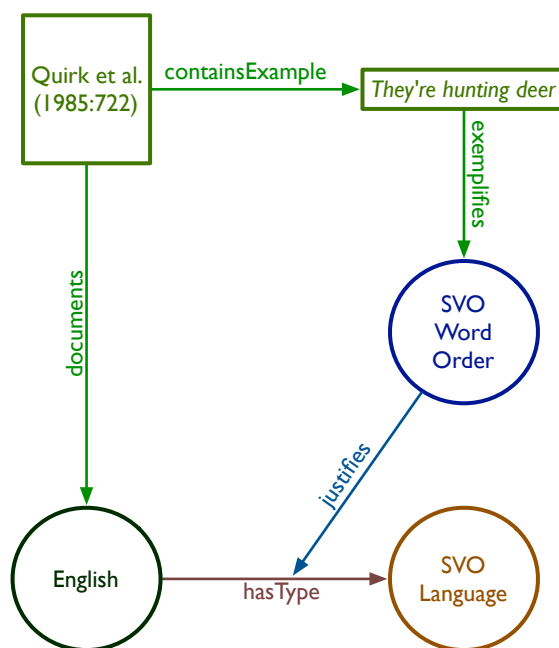 Quirk et al.
(1985:722)
containsExample
They're hunting deer
exemplifies
documents
SVO
Word
Order
justifies
English
hasType
SVO
Language